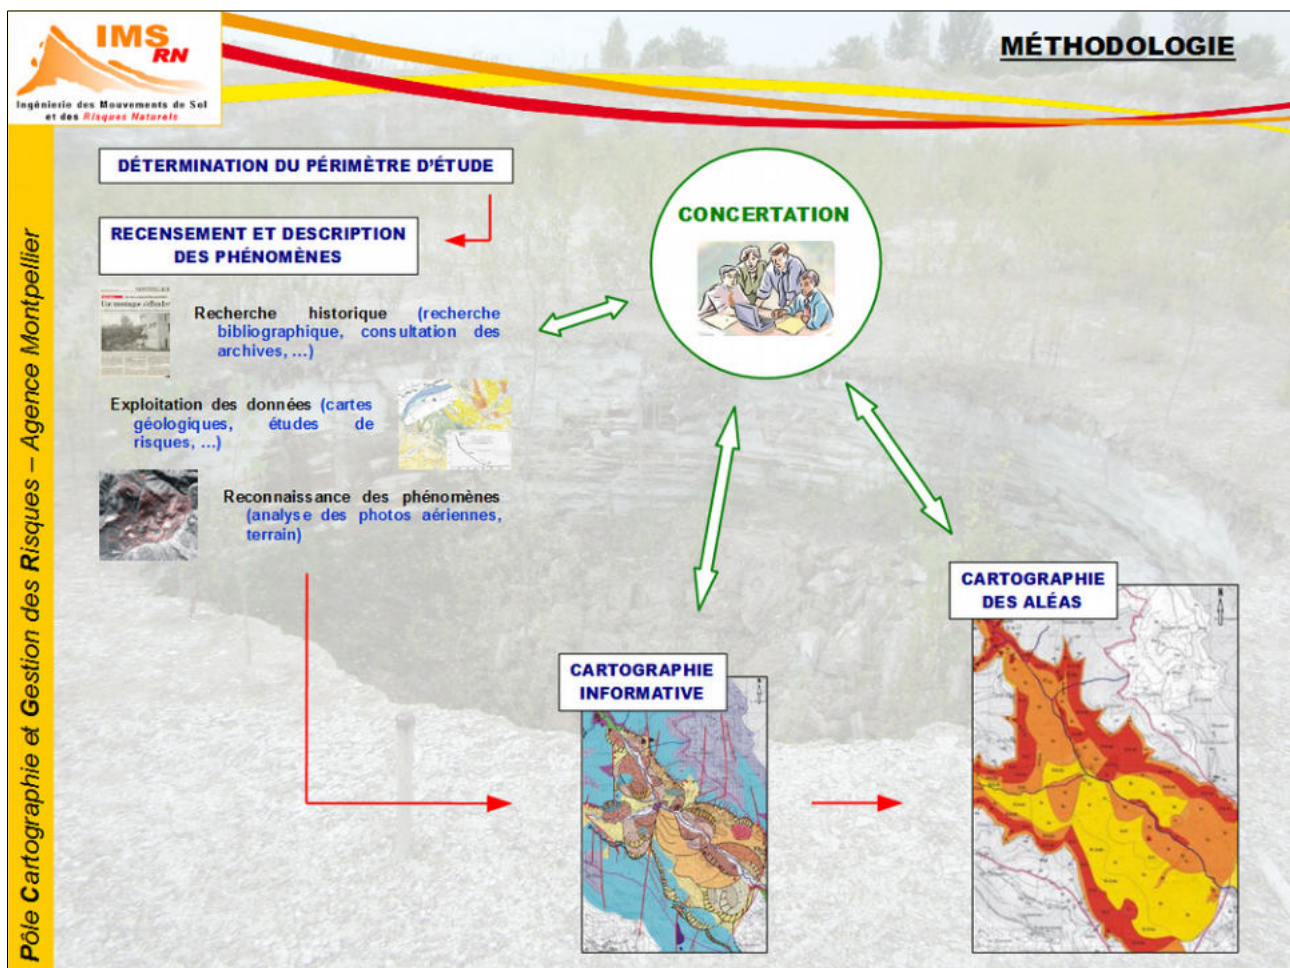 IMS
RN
Ingénierie des Mouvements de Sol
et des Risques Naturels
MÉTHODOLOGIE
Pôle Cartographie et Gestion des Risques – Agence Montpellier
DÉTERMINATION DU PÉRIMÈTRE D'ÉTUDE
RECENSEMENT ET DESCRIPTION
DES PHÉNOMÈNES
Recherche historique (recherche
bibliographique, consultation des
archives, ...)
Exploitation des données (cartes
géologiques, études de
risques, ...)
Reconnaissance des phénomènes
(analyse des photos aériennes,
terrain)
CONCERTATION
CARTOGRAPHIE
INFORMATIVE
CARTOGRAPHIE
DES ALÉAS
N